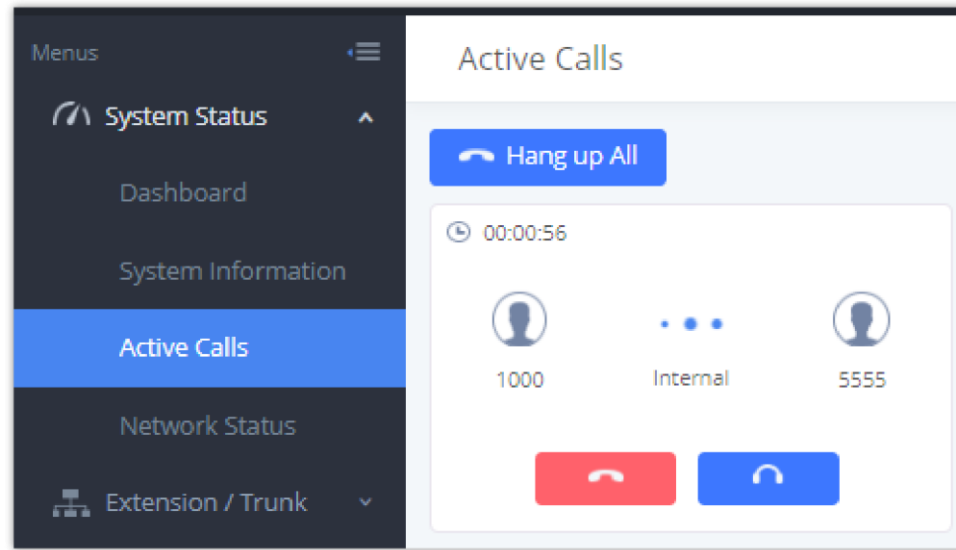 Menus
System Status
Dashboard
System Information
Active Calls
Network Status
Extension / Trunk
Active Calls
Hang up All
00:00:56
1000
Internal
5555